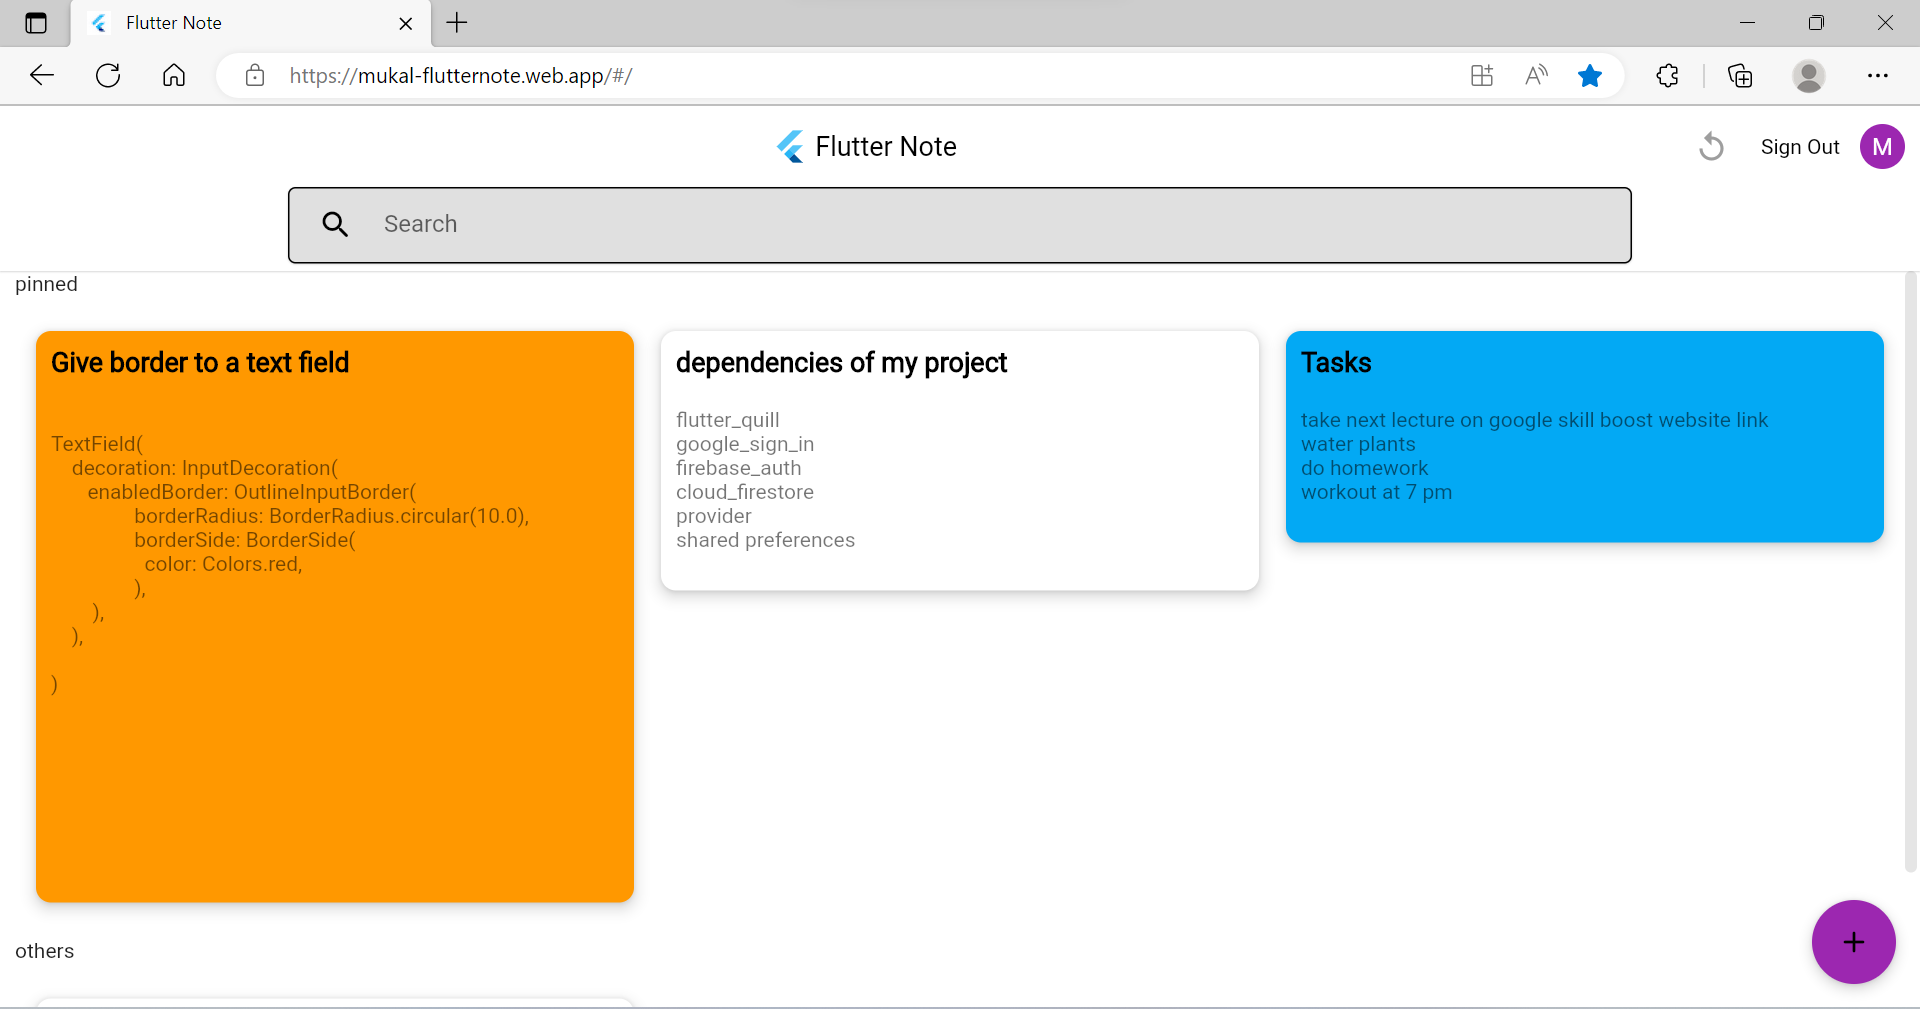 Flutter Note
https://mukal-flutternote.web.app/#/
Flutter Note
Sign Out
M
Search
pinned
Give border to a text field
TextField(
decoration: InputDecoration(
enabledBorder: OutlineInputBorder(
borderRadius: BorderRadius.circular(10.0),
borderSide: BorderSide(
color: Colors.red,
),
),
),
)
dependencies of my project
flutter_quill
google_sign_in
firebase_auth
cloud_firestore
provider
shared preferences
Tasks
take next lecture on google skill boost website link
water plants
do homework
workout at 7 pm
others